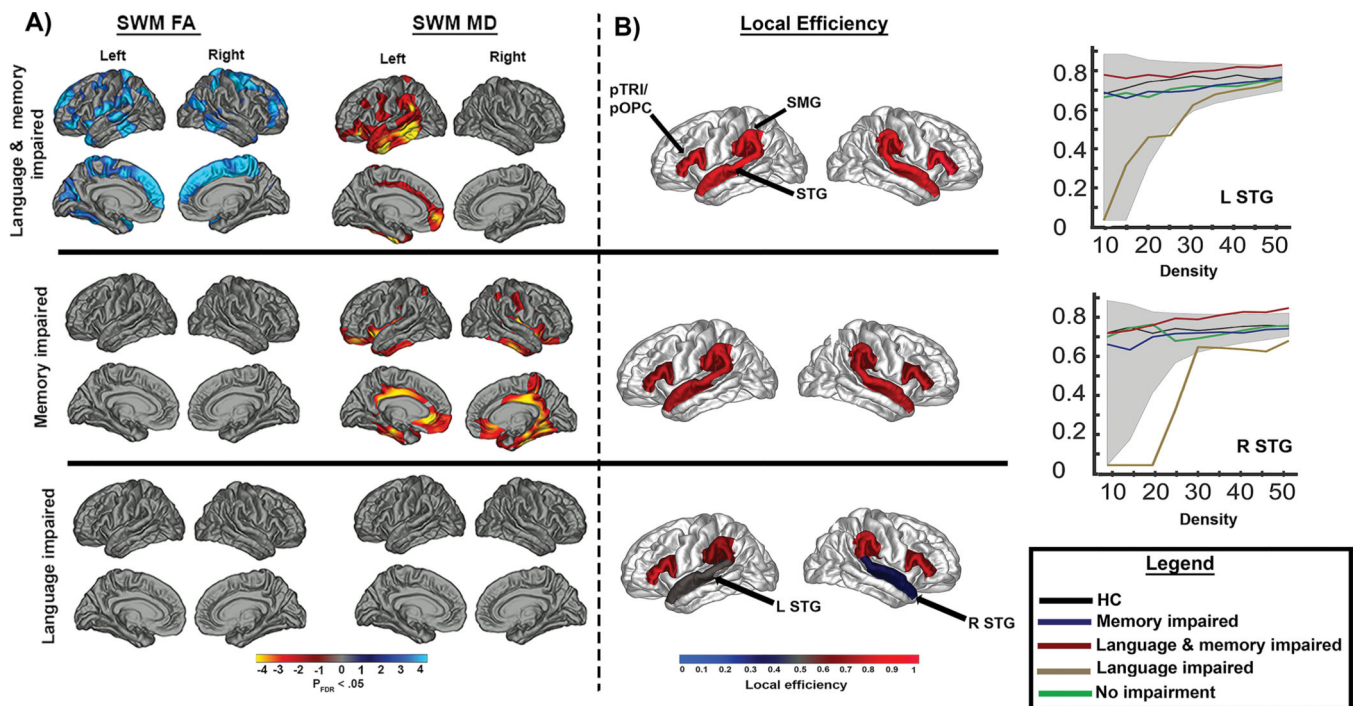 A)
SWM FA
SWM MD
Left
Right
Left
Right
Language & memory
impaired
Memory impaired
Language impaired
-4 -3 -2 -1 0 1 2 3 4
PFDR < .05
B)
Local Efficiency
pTRI/
pOPC
SMG
STG
L STG
R STG
0 0.1 0.2 0.3 0.4 0.5 0.6 0.7 0.8 0.9 1
Local efficiency
0.8
0.6
0.4
0.2
0
L STG
10 20 30 40 50
Density
0.8
0.6
0.4
0.2
0
R STG
10 20 30 40 50
Density
Legend
HC
Memory impaired
Language & memory impaired
Language impaired
No impairment